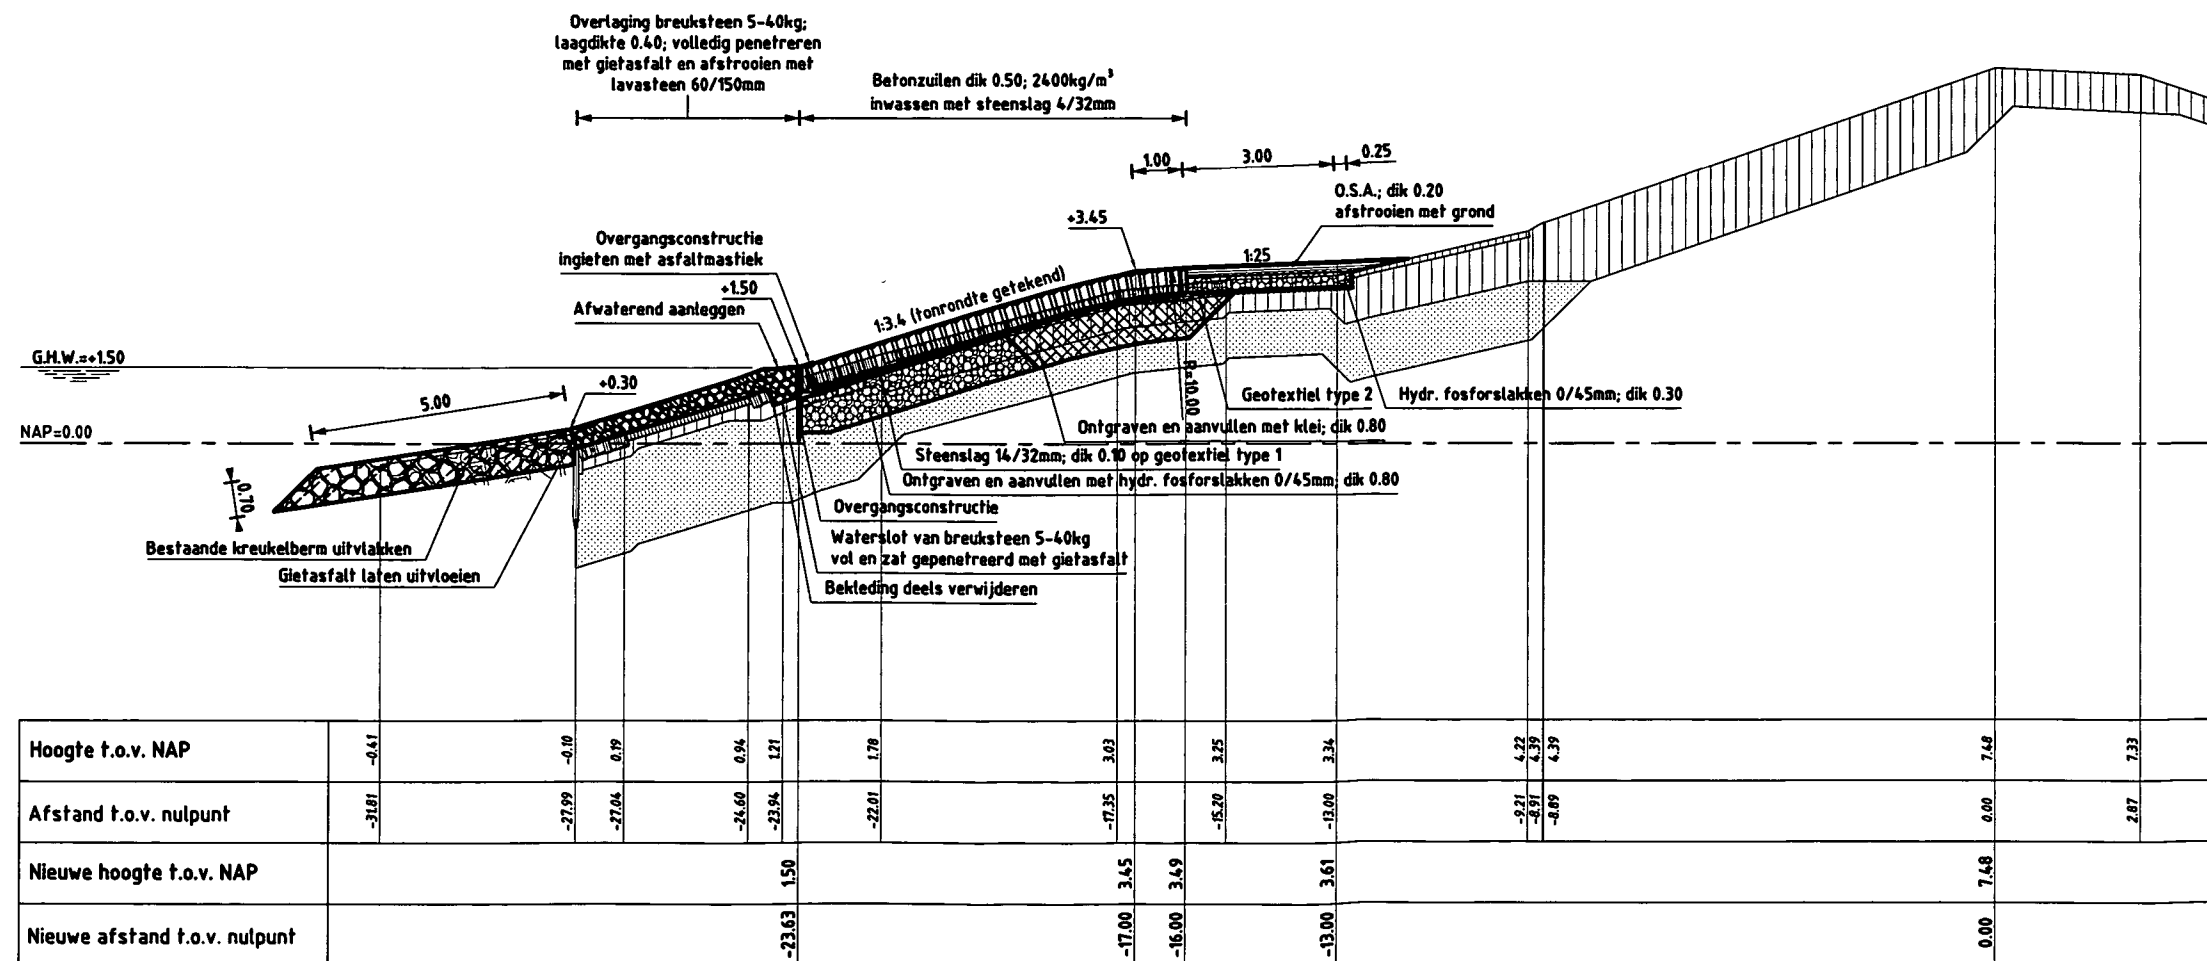 Overlaging breuksteen 5-40kg;
laagdikte 0.40; volledig penetreren
met gietasfalt en afstrooien met
lavasteen 60/150mm
Betonzuilen dik 0.50; 2400kg/m³
inwassen met steenslag 4/32mm
1.00
3.00
0.25
O.S.A.; dik 0.20
afstrooien met grond
+3.45
Overgangsconstructie
ingieten met asfaltmastiek
1:25
+1.50
1:3.4 (tonrondte getekend)
Afwaterend aanleggen
G.H.W.=+1.50
+0.30
5.00
R=10.00
Geotextiel type 2
Hydr. fosforslakken 0/45mm; dik 0.30
NAP=0.00
Ontgraven en aanvullen met klei; dik 0.80
Steenslag 14/32mm; dik 0.10 op geotextiel type 1
Ontgraven en aanvullen met hydr. fosforslakken 0/45mm; dik 0.80
0.70
Overgangsconstructie
Bestaande kreukelberm uitvlakken
Waterslot van breuksteen 5-40kg
vol en zat gepenetreerd met gietasfalt
Gietasfalt laten uitvloeien
Bekleding deels verwijderen
Hoogte t.o.v. NAP -0.41 -0.10 0.19 0.94 1.21 1.78 3.03 3.25 3.34 4.22 4.39 4.39 7.48 7.33
Afstand t.o.v. nulpunt -31.81 -27.99 -27.04 -24.60 -23.94 -22.01 -17.35 -15.20 -13.00 -9.21 -8.91 -8.89 0.00 2.87
Nieuwe hoogte t.o.v. NAP 1.50 3.45 3.49 3.61 7.48
Nieuwe afstand t.o.v. nulpunt -23.63 -17.00 -16.00 -13.00 0.00